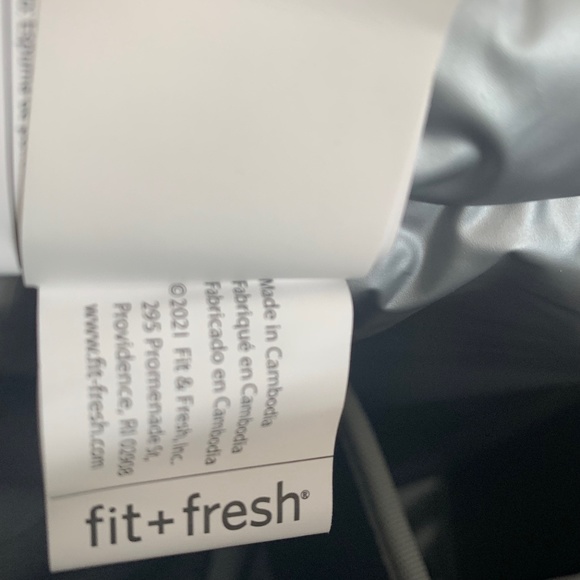 Made in Cambodia
Fabriqué en Cambodia
Fabricado en Cambodia
©2021 Fit & Fresh, Inc.
295 Promenade St,
Providence, RI 02908
www.fit-fresh.com
fit+fresh®